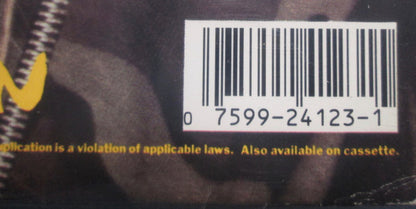 N
0 7599-24123-1
plication is a violation of applicable laws. Also available on cassette.